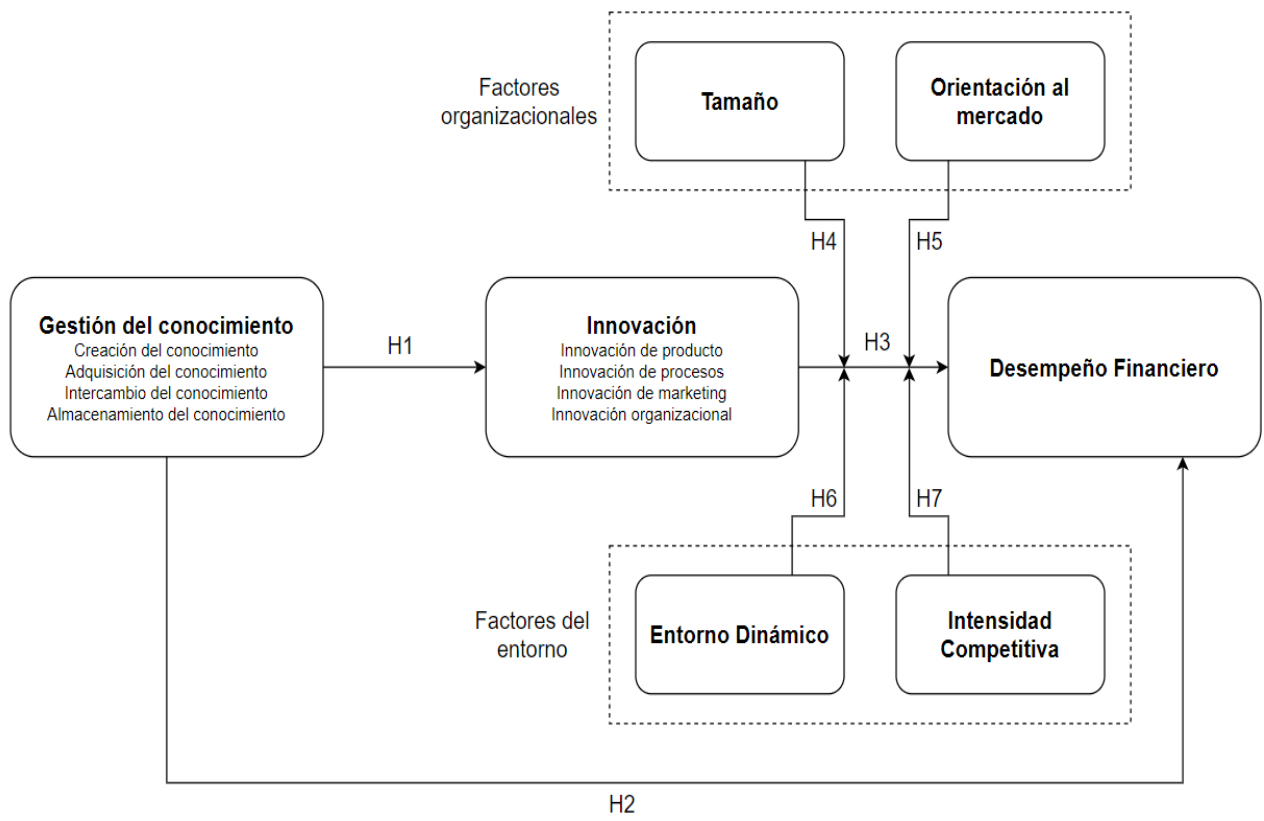 Factores
organizacionales
Tamaño
Orientación al
mercado
H4
H5
Gestión del conocimiento
Creación del conocimiento
Adquisición del conocimiento
Intercambio del conocimiento
Almacenamiento del conocimiento
H1
Innovación
Innovación de producto
Innovación de procesos
Innovación de marketing
Innovación organizacional
H3
Desempeño Financiero
H6
H7
Factores del
entorno
Entorno Dinámico
Intensidad
Competitiva
H2